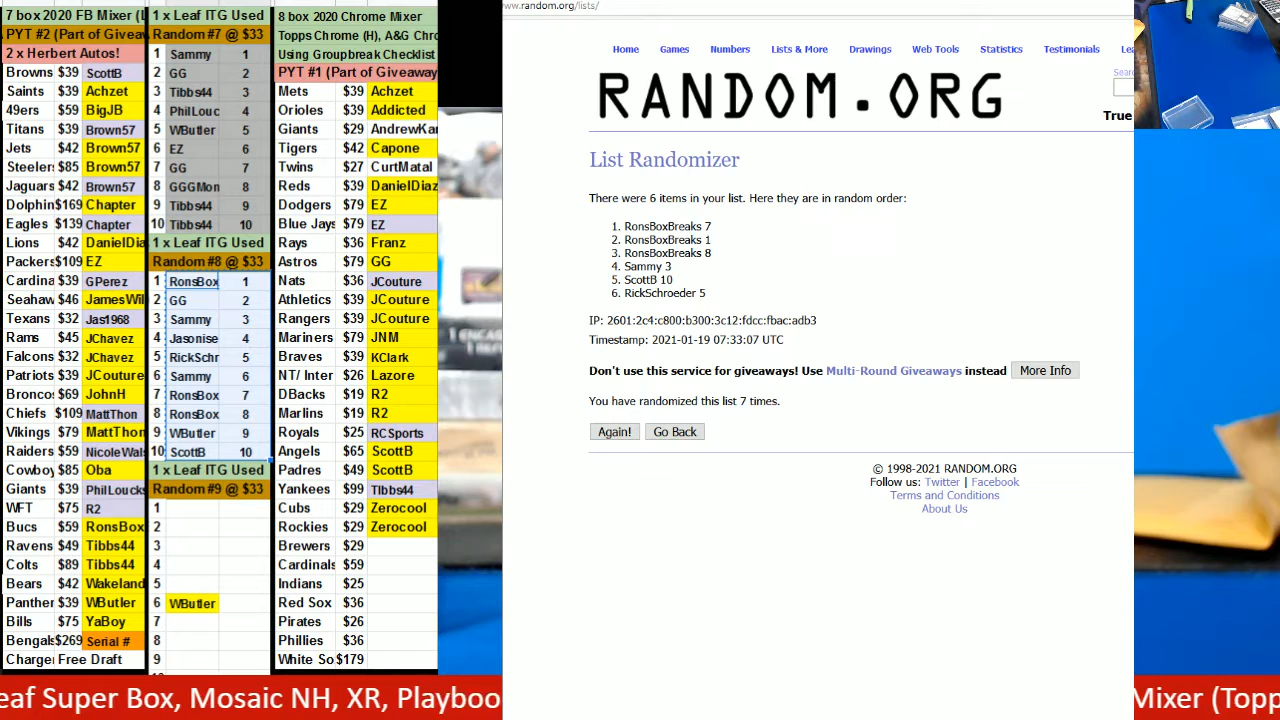 7 box 2020 FB Mixer (L
PYT #2 (Part of Giveaw
2 x Herbert Autos!
Browns $39 ScottB
Saints $39 Achzet
49ers $59 BigJB
Titans $39 Brown57
Jets $42 Brown57
Steelers $85 Brown57
Jaguars $42 Brown57
Dolphin $169 Chapter
Eagles $139 Chapter
Lions $42 DanielDia
Packers $109 EZ
Cardina $39 GPerez
Seahaw $46 JamesWil
Texans $32 Jas1968
Rams $45 JChavez
Falcons $32 JChavez
Patriots $39 JCouture
Bronco $69 JohnH
Chiefs $109 MattThon
Vikings $79 MattThon
Raiders $59 NicoleWals
Cowboy $85 Oba
Giants $39 PhilLoucks
WFT $75 R2
Bucs $59 RonsBox
Ravens $49 Tibbs44
Colts $89 Tibbs44
Bears $42 Wakeland
Panther $39 WButler
Bills $75 YaBoy
Bengals $269 Serial #
Charger Free Draft
1 x Leaf ITG Used
Random #7 @ $33
1 Sammy 1
2 GG 2
3 Tibbs44 3
4 PhilLouc 4
5 WButler 5
6 EZ 6
7 GG 7
8 GGGMon 8
9 Tibbs44 9
10 Tibbs44 10
1 x Leaf ITG Used
Random #8 @ $33
1 RonsBox 1
2 GG 2
3 Sammy 3
4 Jasonise 4
5 RickSchr 5
6 Sammy 6
7 RonsBox 7
8 RonsBox 8
9 WButler 9
10 ScottB 10
1 x Leaf ITG Used
Random #9 @ $33
1
2
3
4
5
6 WButler
7
8
9
8 box 2020 Chrome Mixer
Topps Chrome (H), A&G Chro
Using Groupbreak Checklist
PYT #1 (Part of Giveaway
Mets $39 Achzet
Orioles $39 Addicted
Giants $29 AndrewKar
Tigers $42 Capone
Twins $27 CurtMatal
Reds $39 DanielDiaz
Dodgers $79 EZ
Blue Jays $79 EZ
Rays $36 Franz
Astros $79 GG
Nats $36 JCouture
Athletics $39 JCouture
Rangers $39 JCouture
Mariners $79 JNM
Braves $39 KClark
NT/ Inter $26 Lazore
DBacks $19 R2
Marlins $19 R2
Royals $25 RCSports
Angels $65 ScottB
Padres $49 ScottB
Yankees $99 TIbbs44
Cubs $29 Zerocool
Rockies $29 Zerocool
Brewers $29
Cardinals $59
Indians $25
Red Sox $36
Pirates $26
Phillies $36
White So $179
www.random.org/lists/
Home Games Numbers Lists & More Drawings Web Tools Statistics Testimonials Lea
RANDOM.ORG
Searc
True
List Randomizer
There were 6 items in your list. Here they are in random order:
1. RonsBoxBreaks 7
2. RonsBoxBreaks 1
3. RonsBoxBreaks 8
4. Sammy 3
5. ScottB 10
6. RickSchroeder 5
IP: 2601:2c4:c800:b300:3c12:fdcc:fbac:adb3
Timestamp: 2021-01-19 07:33:07 UTC
Don't use this service for giveaways! Use Multi-Round Giveaways instead More Info
You have randomized this list 7 times.
Again! Go Back
© 1998-2021 RANDOM.ORG
Follow us: Twitter | Facebook
Terms and Conditions
About Us
eaf Super Box, Mosaic NH, XR, Playboo
Mixer (Topp